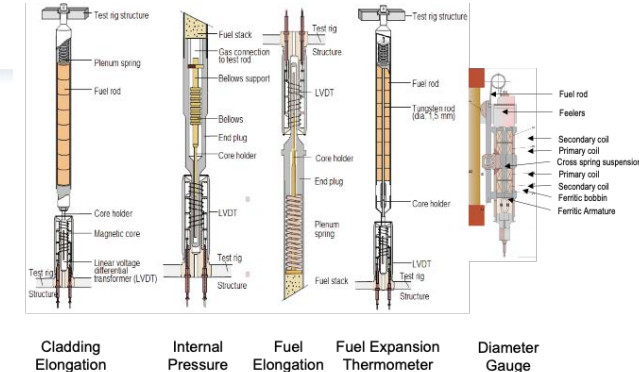 Test rig structure
Plenum spring
Fuel rod
Core holder
Magnetic core
Linear voltage
differential
transformer (LVDT)
Test rig
Structure
Fuel stack
Gas connection
to test rod
Bellows support
Bellows
End plug
Core holder
LVDT
Test rig
Structure
Test rig
Structure
LVDT
Core holder
End plug
Plenum
spring
Fuel stack
Test rig structure
Fuel rod
Tungsten rod
(dia. 1,5 mm)
Core holder
LVDT
Test rig
Structure
Fuel rod
Feelers
Secondary coil
Primary coil
Cross spring suspension
Primary coil
Secondary coil
Ferritic bobbin
Ferritic Armature
Cladding
Elongation
Internal
Pressure
Fuel
Elongation
Fuel Expansion
Thermometer
Diameter
Gauge